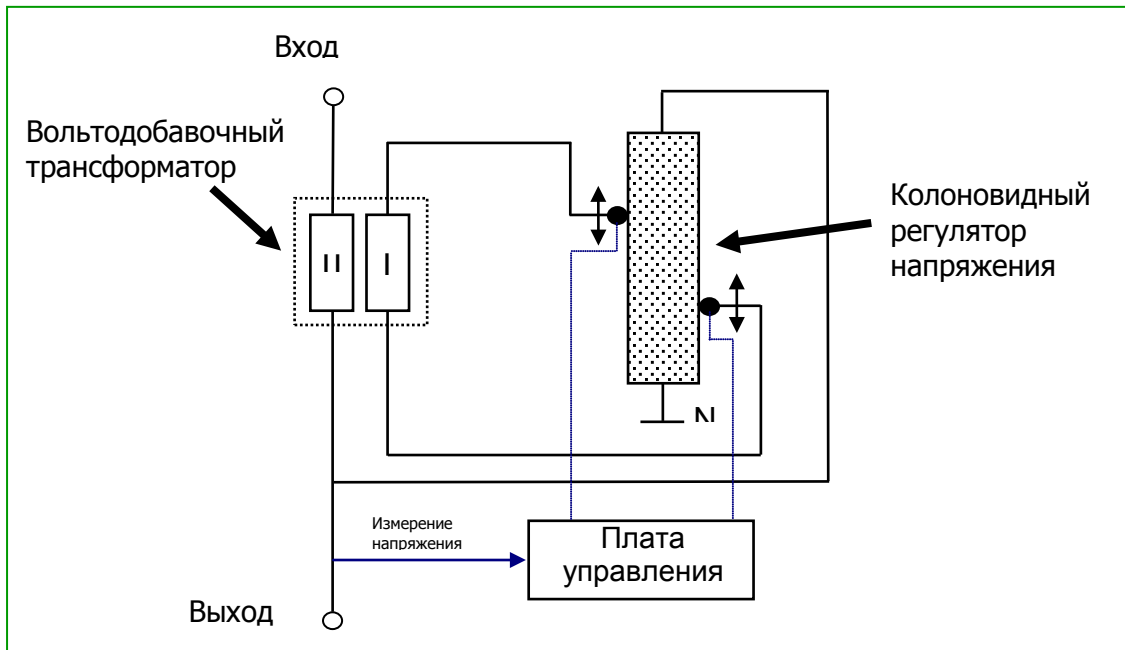 Вход
Вольтодобавочный
трансформатор
Колоновидный
регулятор
напряжения
II
I
N
Измерение
напряжения
Плата
управления
Выход